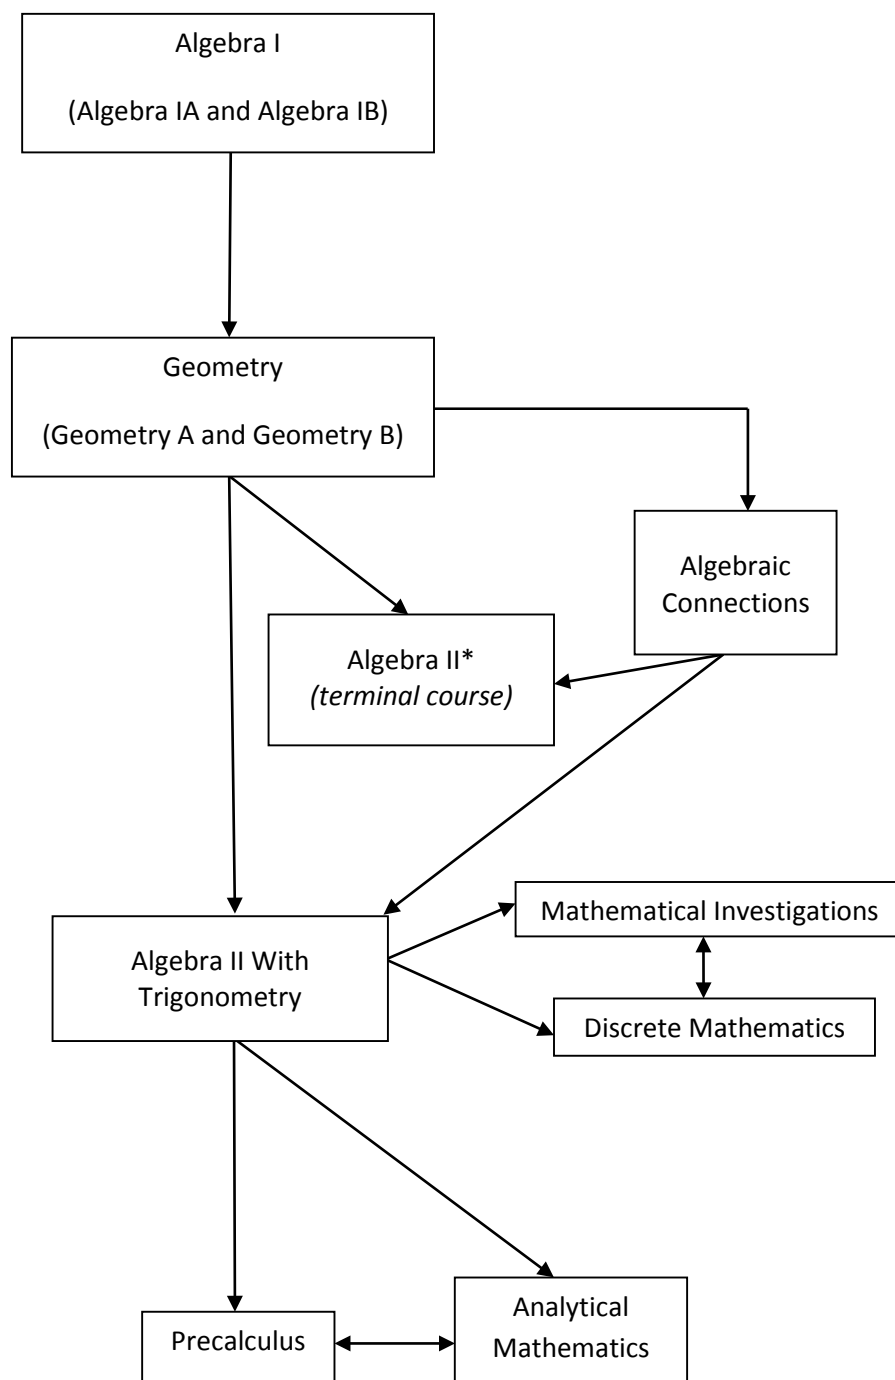 Algebra I
(Algebra IA and Algebra IB)
Geometry
(Geometry A and Geometry B)
Algebraic
Connections
Algebra II*
(terminal course)
Mathematical Investigations
Algebra II With
Trigonometry
Discrete Mathematics
Analytical
Mathematics
Precalculus